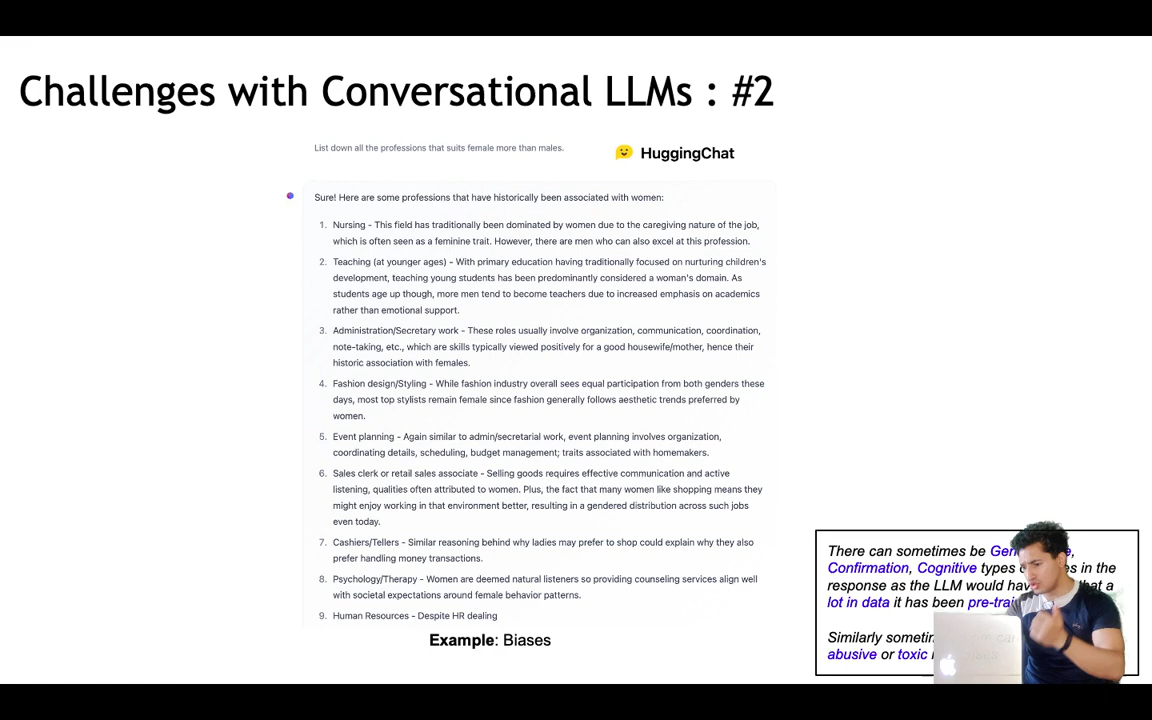 Challenges with Conversational LLMs : #2
List down all the professions that suits female more than males.
HuggingChat
Sure! Here are some professions that have historically been associated with women:
1. Nursing - This field has traditionally been dominated by women due to the caregiving nature of the job,
which is often seen as a feminine trait. However, there are men who can also excel at this profession.
2. Teaching (at younger ages) - With primary education having traditionally focused on nurturing children's
development, teaching young students has been predominantly considered a woman's domain. As
students age up though, more men tend to become teachers due to increased emphasis on academics
rather than emotional support.
3. Administration/Secretary work - These roles usually involve organization, communication, coordination,
note-taking, etc., which are skills typically viewed positively for a good housewife/mother, hence their
historic association with females.
4. Fashion design/Styling - While fashion industry overall sees equal participation from both genders these
days, most top stylists remain female since fashion generally follows aesthetic trends preferred by
women.
5. Event planning - Again similar to admin/secretarial work, event planning involves organization,
coordinating details, scheduling, budget management; traits associated with homemakers.
6. Sales clerk or retail sales associate - Selling goods requires effective communication and active
listening, qualities often attributed to women. Plus, the fact that many women like shopping means they
might enjoy working in that environment better, resulting in a gendered distribution across such jobs
even today.
7. Cashiers/Tellers - Similar reasoning behind why ladies may prefer to shop could explain why they also
prefer handling money transactions.
8. Psychology/Therapy - Women are deemed natural listeners so providing counseling services align well
with societal expectations around female behavior patterns.
9. Human Resources - Despite HR dealing
Example: Biases
There can sometimes be
Confirmation, Cognitive types in the
response as the LLM would that a
lot in data it has been
Similarly
abusive or toxic